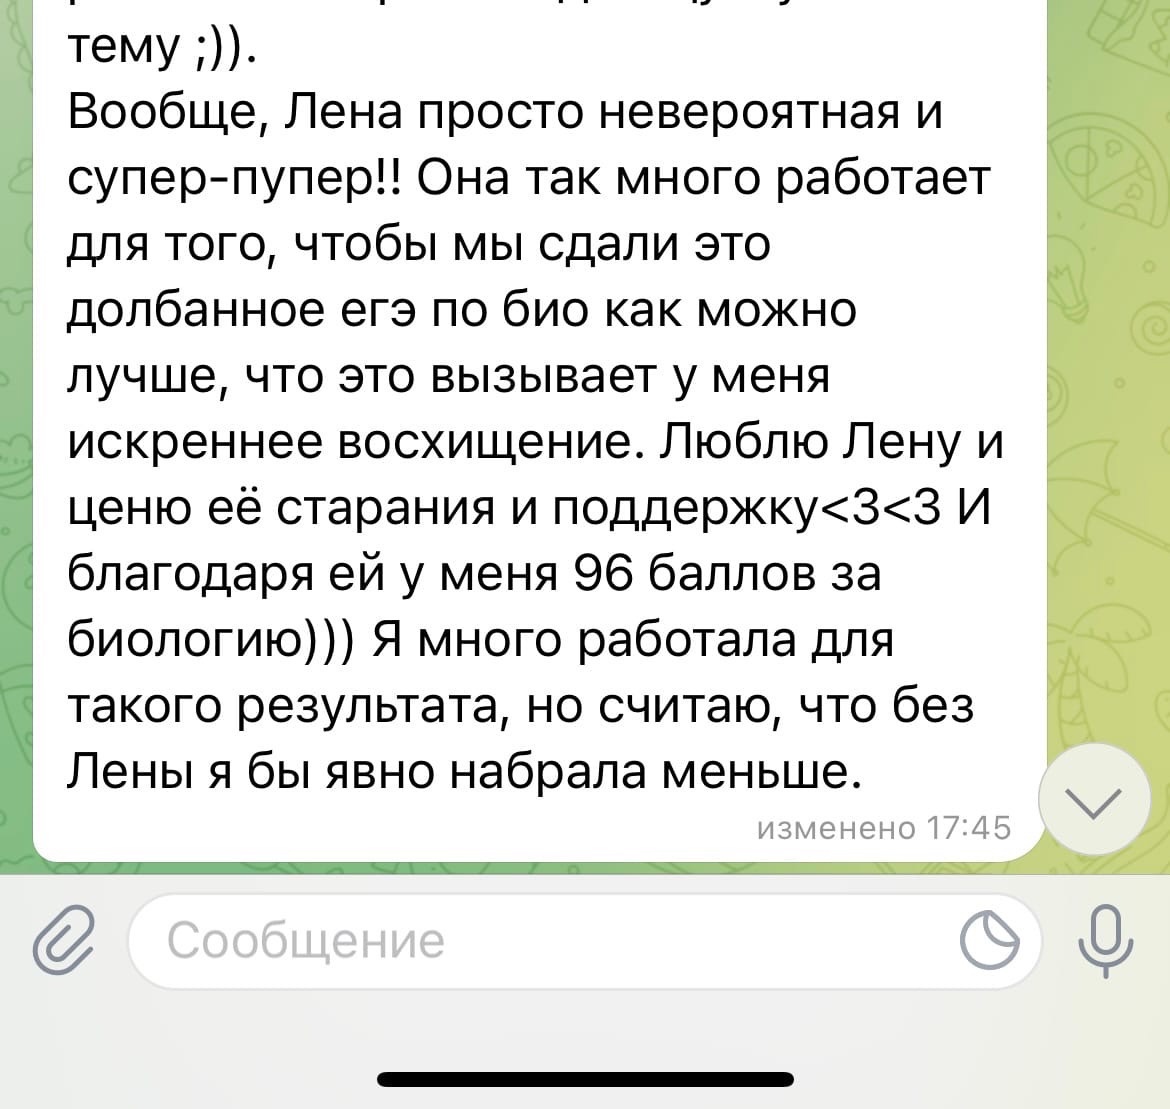 тему ;)).
Вообще, Лена просто невероятная и
супер-пупер!! Она так много работает
для того, чтобы мы сдали это
долбанное егэ по био как можно
лучше, что это вызывает у меня
искреннее восхищение. Люблю Лену и
ценю её старания и поддержку<3<3 И
благодаря ей у меня 96 баллов за
биологию))) Я много работала для
такого результата, но считаю, что без
Лены я бы явно набрала меньше.
изменено 17:45
Сообщение